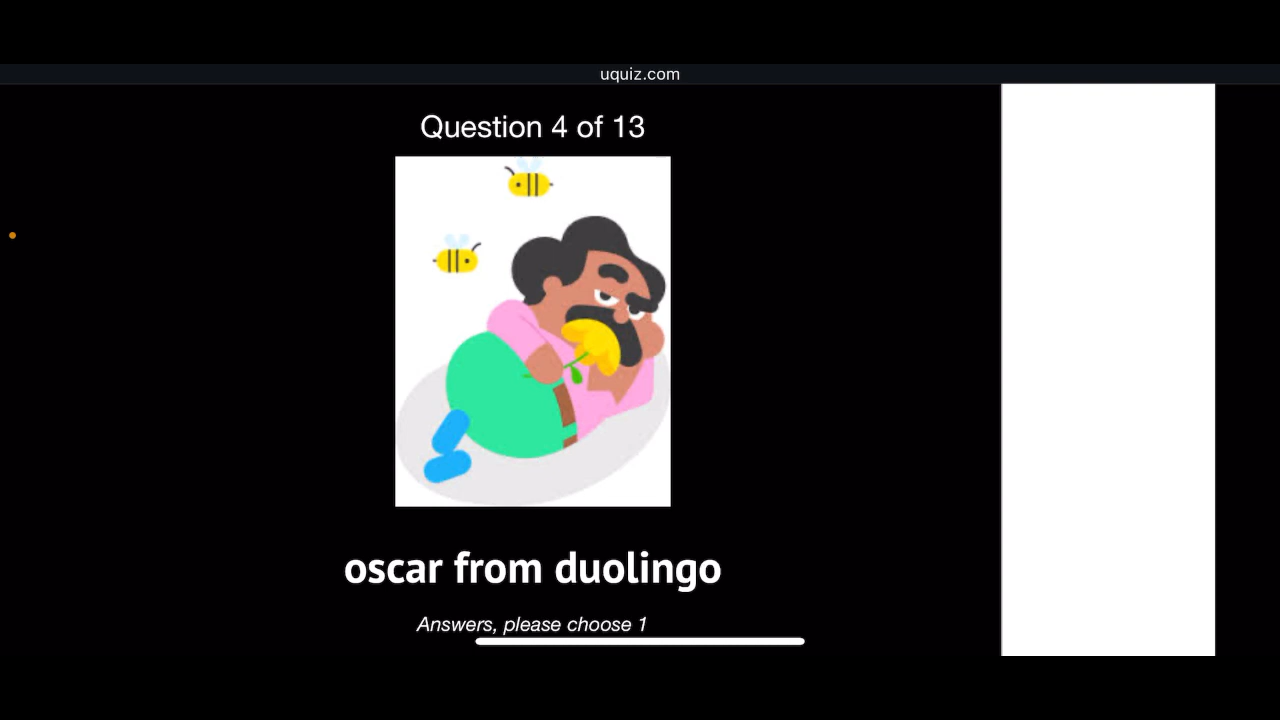 uquiz.com
Question 4 of 13
oscar from duolingo
Answers, please choose 1